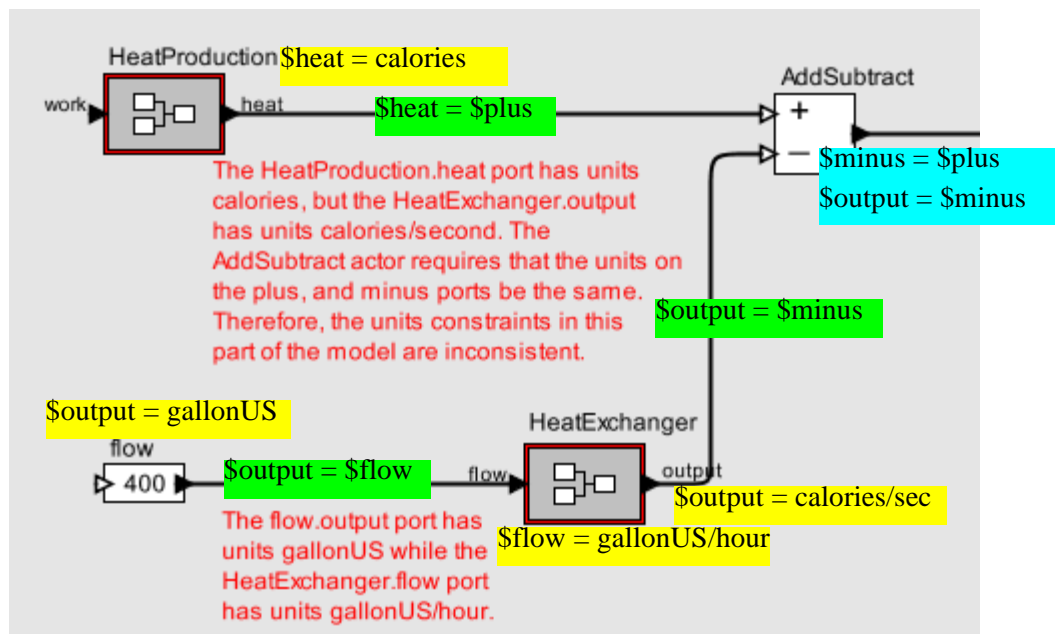 HeatProduction
$heat = calories
AddSubtract
work
heat
$heat = $plus
+
−
$minus = $plus
$output = $minus
The HeatProduction.heat port has units
calories, but the HeatExchanger.output
has units calories/second. The
AddSubtract actor requires that the units on
the plus, and minus ports be the same.
Therefore, the units constraints in this
part of the model are inconsistent.
$output = $minus
$output = gallonUS
HeatExchanger
flow
400
$output = $flow
flow
output
$output = calories/sec
$flow = gallonUS/hour
The flow.output port has
units gallonUS while the
HeatExchanger.flow port
has units gallonUS/hour.